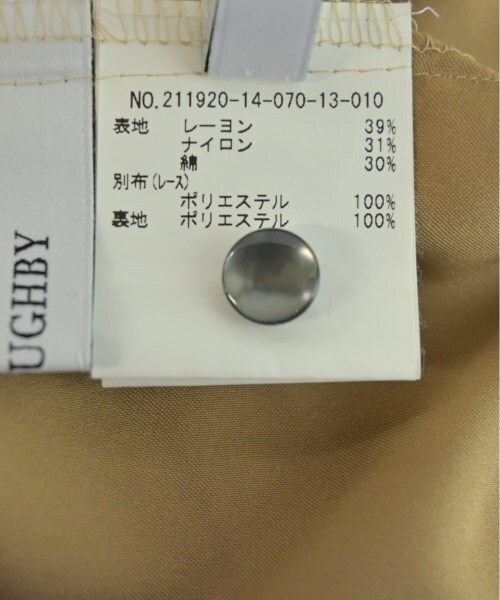 NO.211920-14-070-13-010
表地 レーヨン 39%
ナイロン 31%
綿 30%
別布(レース)
ポリエステル 100%
裏地 ポリエステル 100%
UGHBY